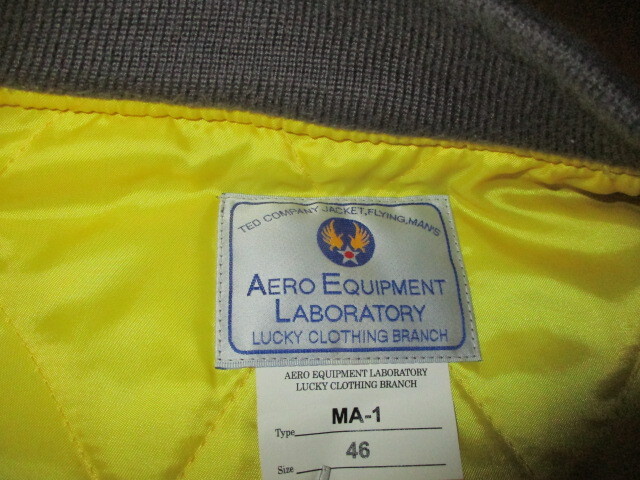 TED COMPANY JACKET,FLYING,MAN'S
AERO EQUIPMENT
LABORATORY
LUCKY CLOTHING BRANCH
AERO EQUIPMENT LABORATORY
LUCKY CLOTHING BRANCH
MA-1
Type
46
Size